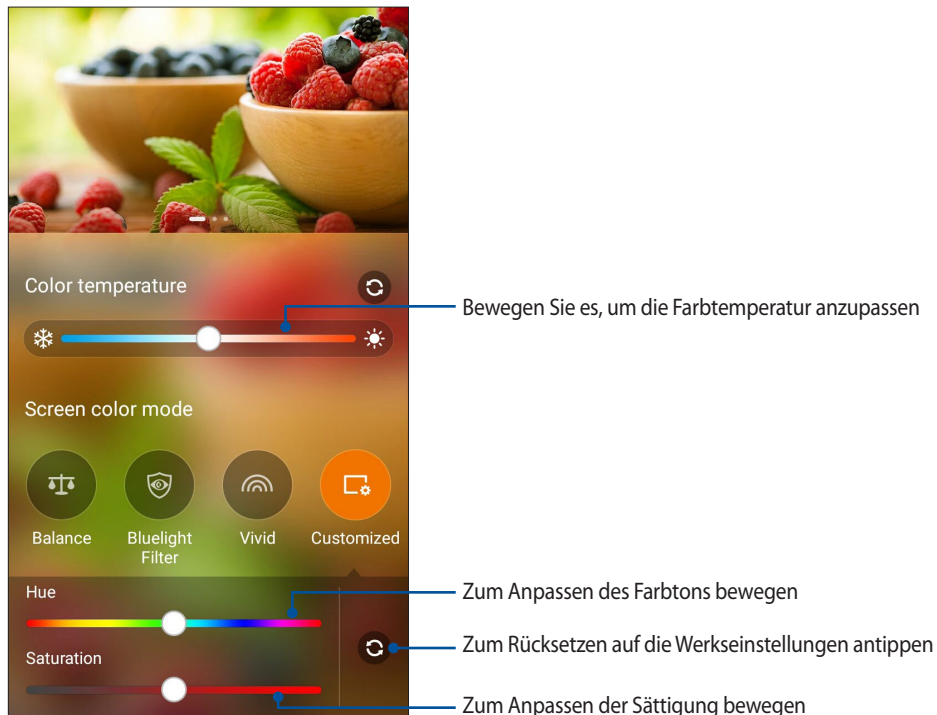 Color temperature
Bewegen Sie es, um die Farbtemperatur anzupassen
Screen color mode
Balance
Bluelight
Filter
Vivid
Customized
Hue
Zum Anpassen des Farbtons bewegen
Zum Rücksetzen auf die Werkseinstellungen antippen
Saturation
Zum Anpassen der Sättigung bewegen